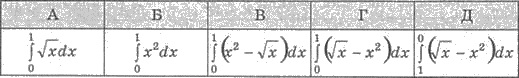 А Б В Г Д
∫₀¹ √x dx ∫₀¹ x² dx ∫₀¹ (x² − √x) dx ∫₀¹ (√x − x²) dx ∫₁⁰ (√x − x²) dx